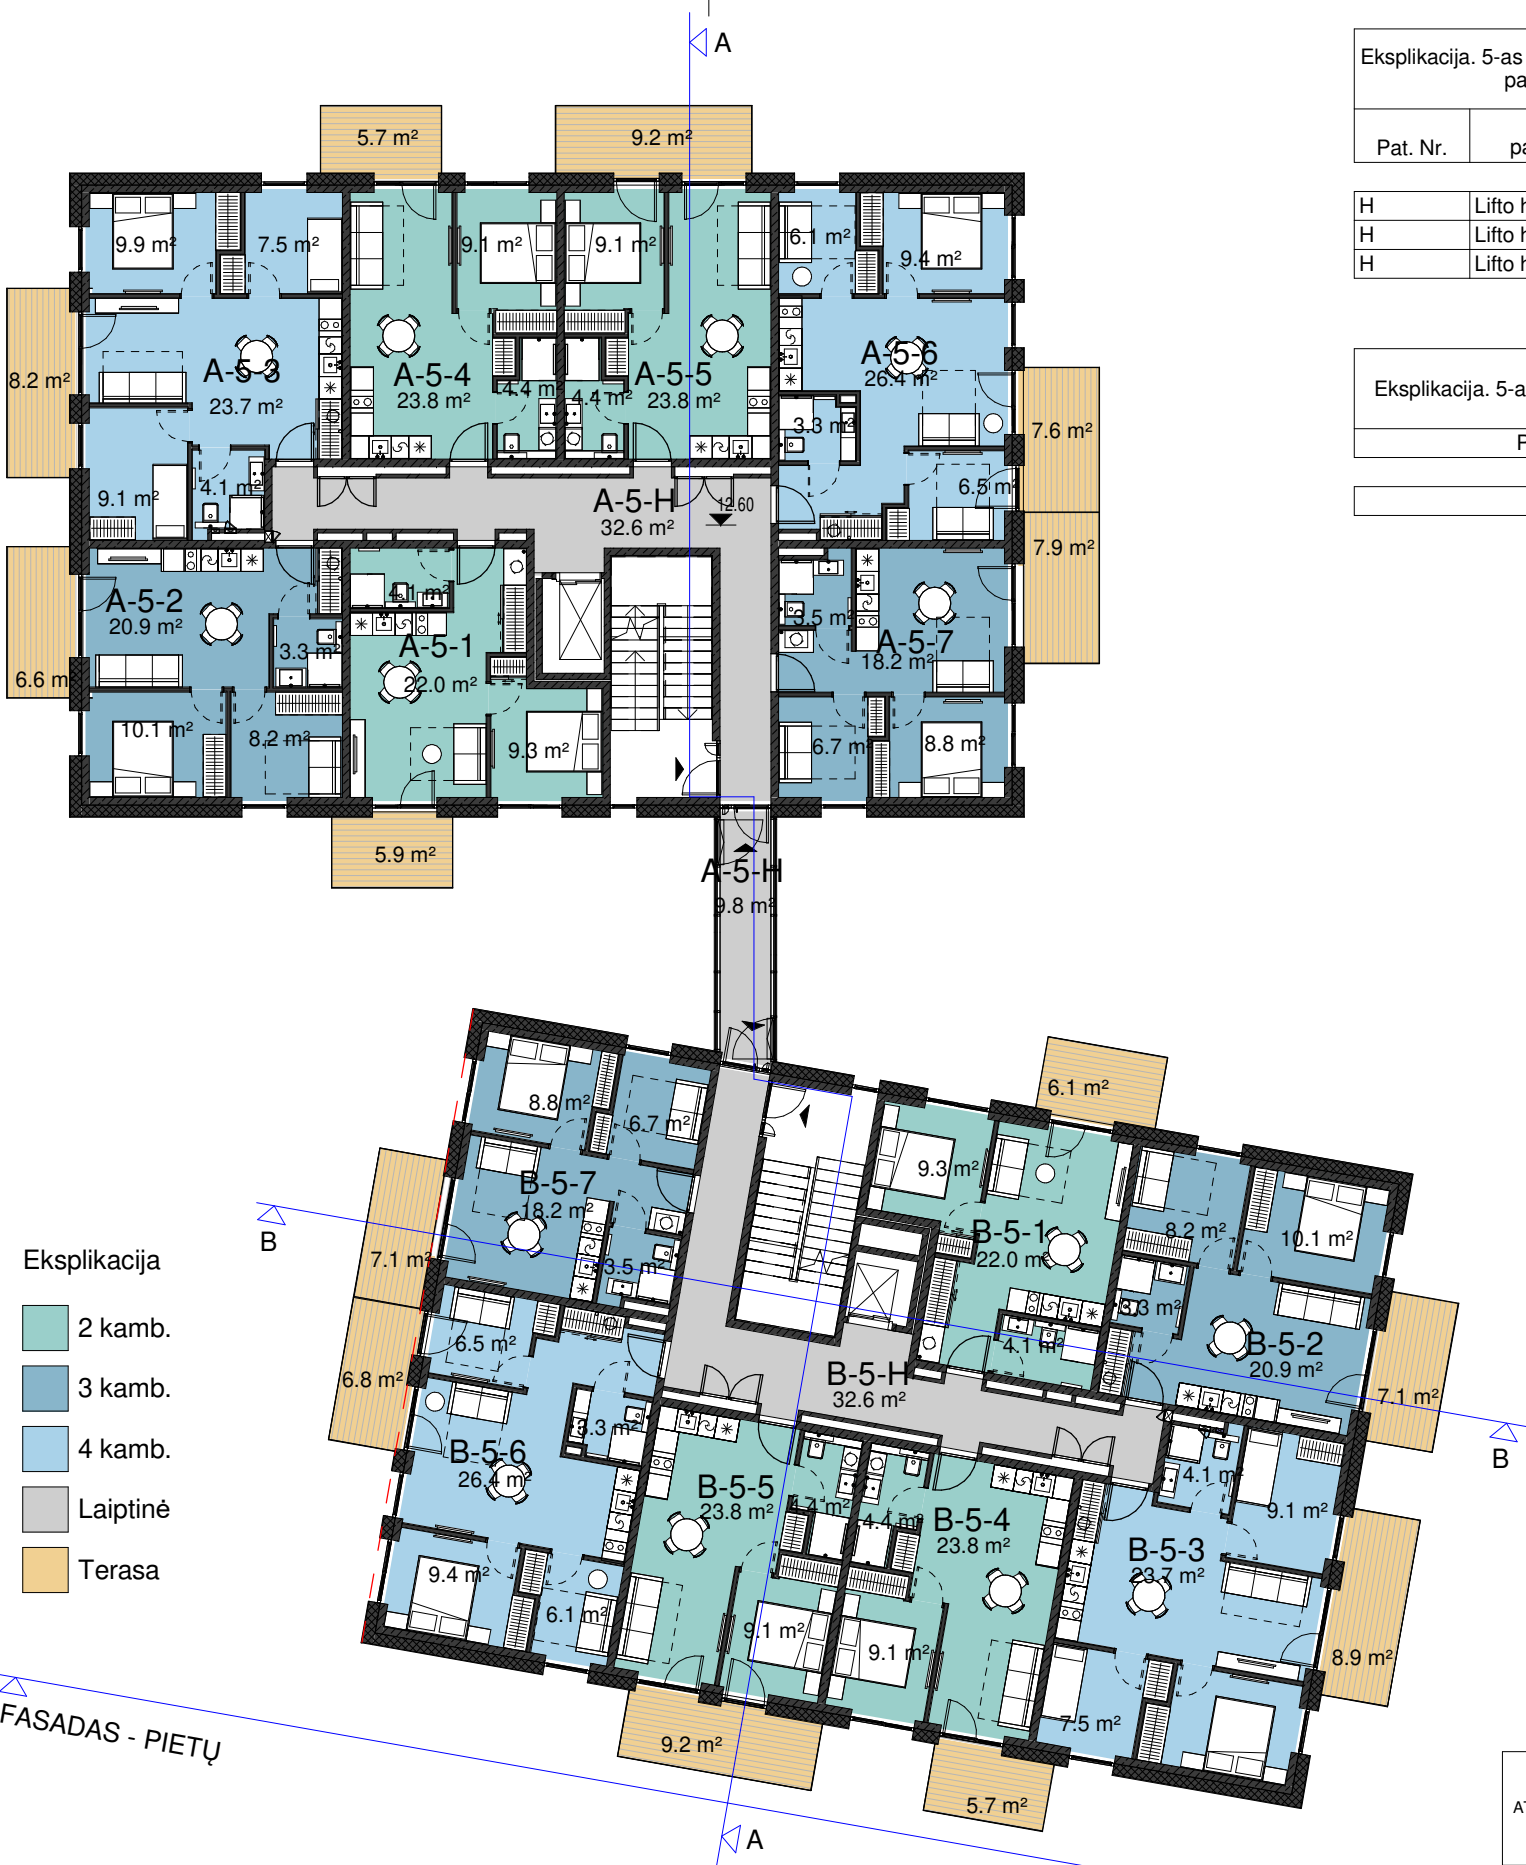 A
Eksplikacija. 5-as
pa
Pat. Nr.
pa
H Lifto h
H Lifto h
H Lifto h
Eksplikacija. 5-a
P
5.7 m²
9.2 m²
9.9 m²
7.5 m²
9.1 m²
9.1 m²
6.1 m²
9.4 m²
8.2 m²
A-5-3
23.7 m²
A-5-4
23.8 m²
4.4 m²
4.4 m²
A-5-5
23.8 m²
A-5-6
26.4 m²
3.3 m²
7.6 m²
9.1 m²
4.1 m²
A-5-H
32.6 m²
12.60
6.5 m²
7.9 m²
A-5-2
20.9 m²
3.3 m²
4.1 m²
A-5-1
22.0 m²
3.5 m²
A-5-7
18.2 m²
6.6 m
10.1 m²
8.2 m²
9.3 m²
6.7 m²
8.8 m²
5.9 m²
A-5-H
9.8 m²
8.8 m²
6.7 m²
6.1 m²
9.3 m²
B-5-7
18.2 m²
B-5-1
22.0 m²
8.2 m²
10.1 m²
B
7.1 m²
3.5 m²
3.3 m²
Eksplikacija
2 kamb.
3 kamb.
4 kamb.
Laiptinė
Terasa
6.5 m²
4.1 m²
B-5-2
20.9 m²
6.8 m²
B-5-H
32.6 m²
7.1 m²
3.3 m²
B
B-5-6
26.4 m²
B-5-5
23.8 m²
4.4 m²
4.4 m²
B-5-4
23.8 m²
4.1 m²
9.1 m²
B-5-3
23.7 m²
9.4 m²
6.1 m²
9.1 m²
9.1 m²
8.9 m²
7.5 m²
FASADAS - PIETŲ
9.2 m²
5.7 m²
A
A